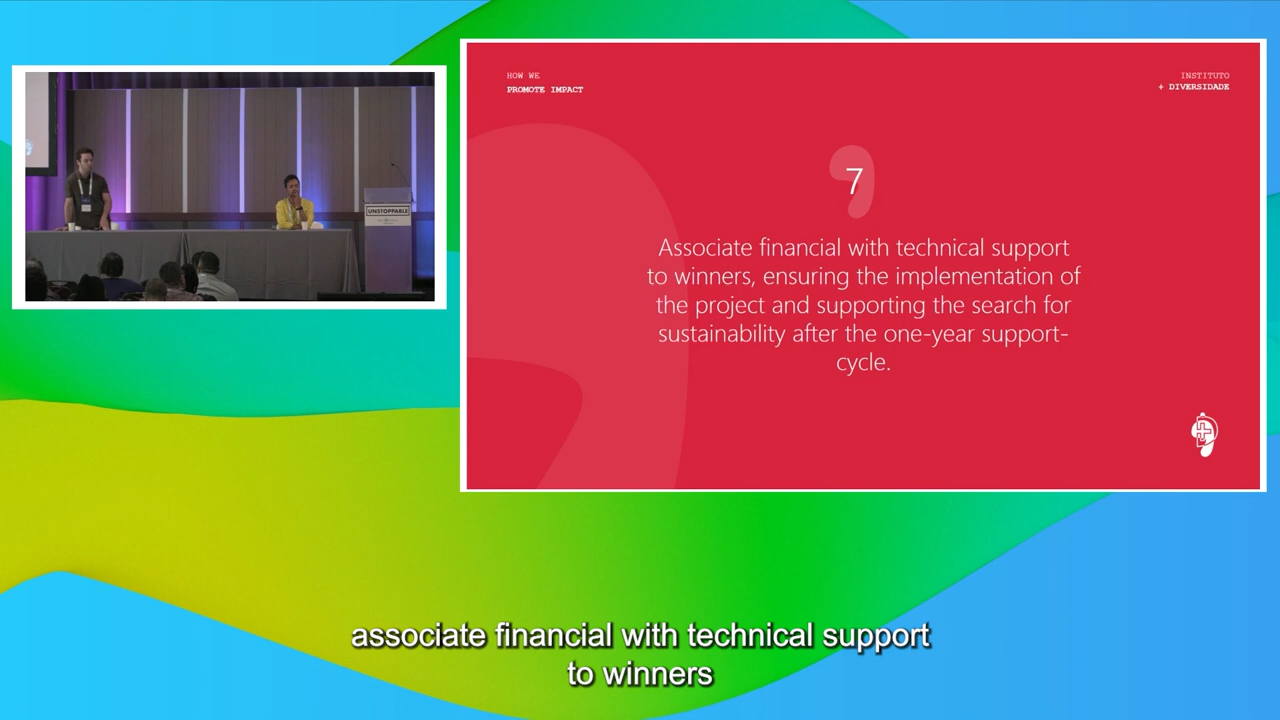 UNSTOPPABLE
HOW WE
PROMOTE IMPACT
INSTITUTO
+ DIVERSIDADE
7
Associate financial with technical support
to winners, ensuring the implementation of
the project and supporting the search for
sustainability after the one-year support-
cycle.
associate financial with technical support
to winners